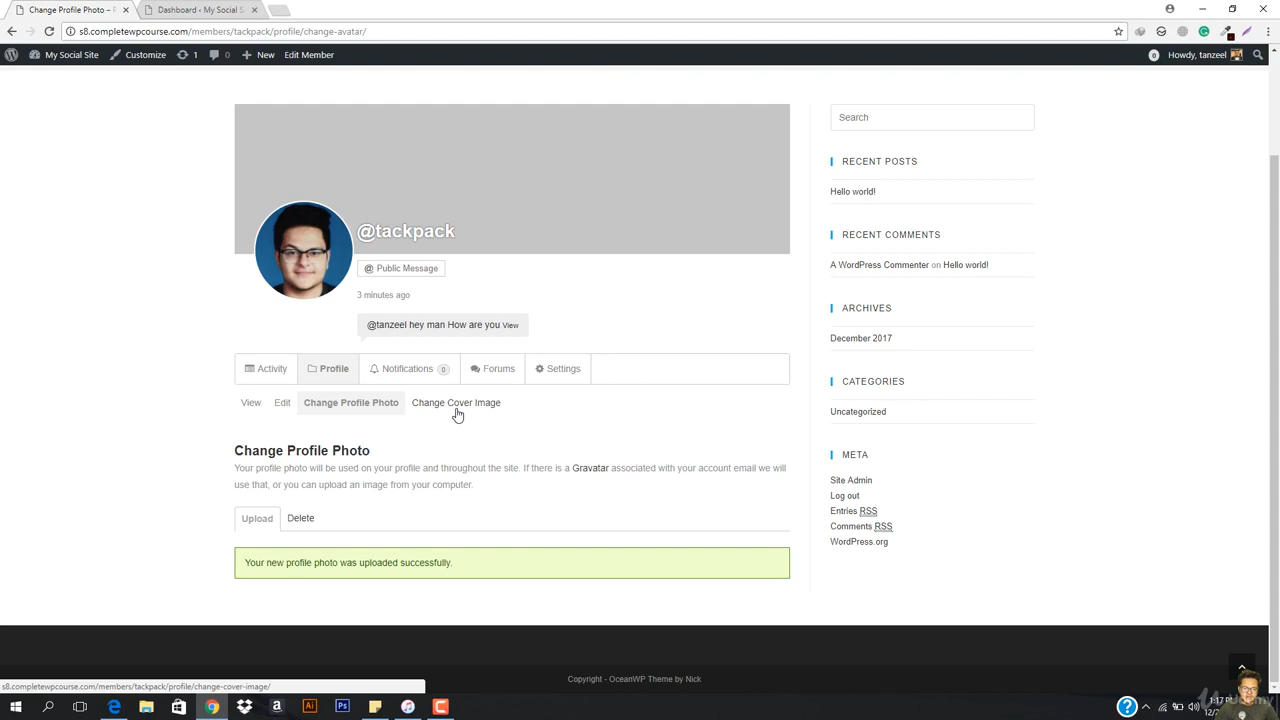 Change Profile Photo –
Dashboard ‹ My Social S
s8.completewpcourse.com/members/tackpack/profile/change-avatar/
My Social Site
Customize
1
0
New
Edit Member
0
Howdy, tanzeel
@tackpack
@ Public Message
3 minutes ago
@tanzeel hey man How are you View
Activity
Profile
Notifications 0
Forums
Settings
View
Edit
Change Profile Photo
Change Cover Image
Change Profile Photo
Your profile photo will be used on your profile and throughout the site. If there is a Gravatar associated with your account email we will
use that, or you can upload an image from your computer.
Upload
Delete
Your new profile photo was uploaded successfully.
Search
RECENT POSTS
Hello world!
RECENT COMMENTS
A WordPress Commenter on Hello world!
ARCHIVES
December 2017
CATEGORIES
Uncategorized
META
Site Admin
Log out
Entries RSS
Comments RSS
WordPress.org
Copyright - OceanWP Theme by Nick
s8.completewpcourse.com/members/tackpack/profile/change-cover-image/
1:17 PM